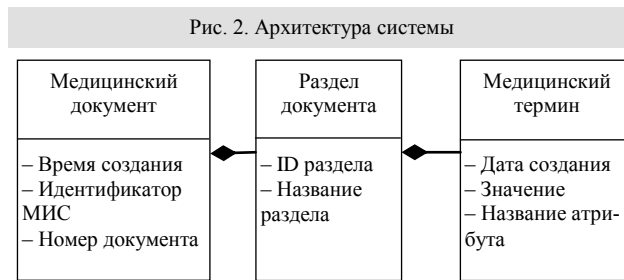 Рис. 2. Архитектура системы
Медицинский
документ
– Время создания
– Идентификатор
МИС
– Номер документа
Раздел
документа
– ID раздела
– Название
раздела
Медицинский
термин
– Дата создания
– Значение
– Название атри-
бута